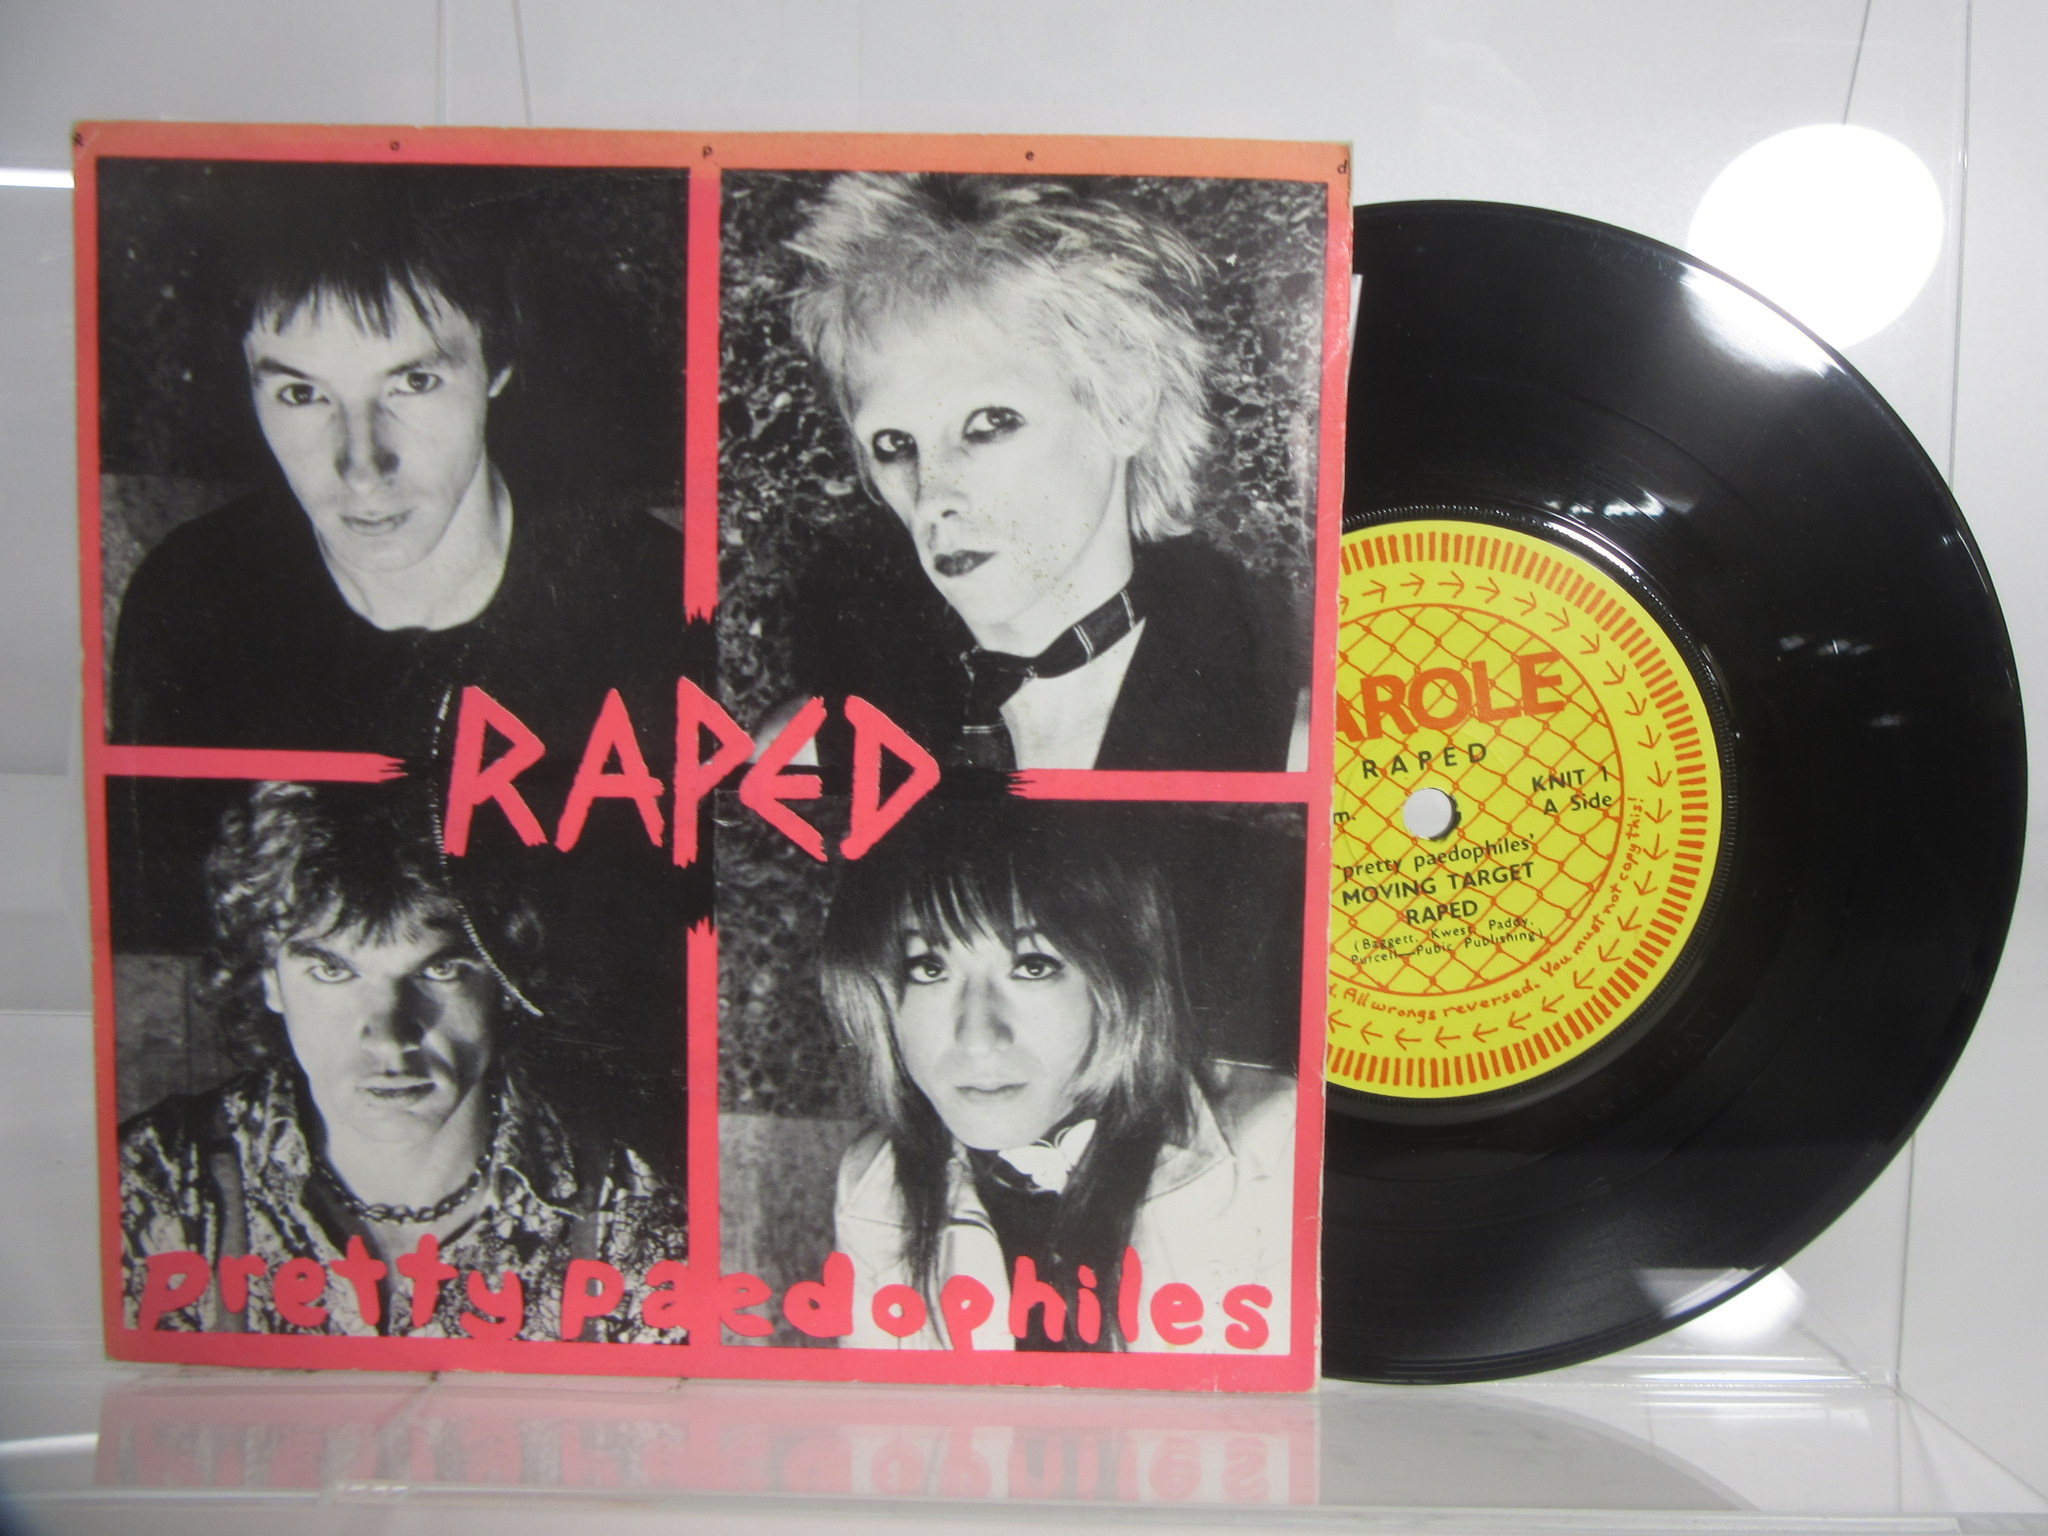 R a p e d
RAPED
pretty paedophiles
AROLE
RAPED
KNIT 1
A Side
m.
'pretty paedophiles'
MOVING TARGET
RAPED
(Baggett, Kwest, Paddy,
Purcell—Pubic Publishing)
d. All wrongs reversed. You must not copy this!